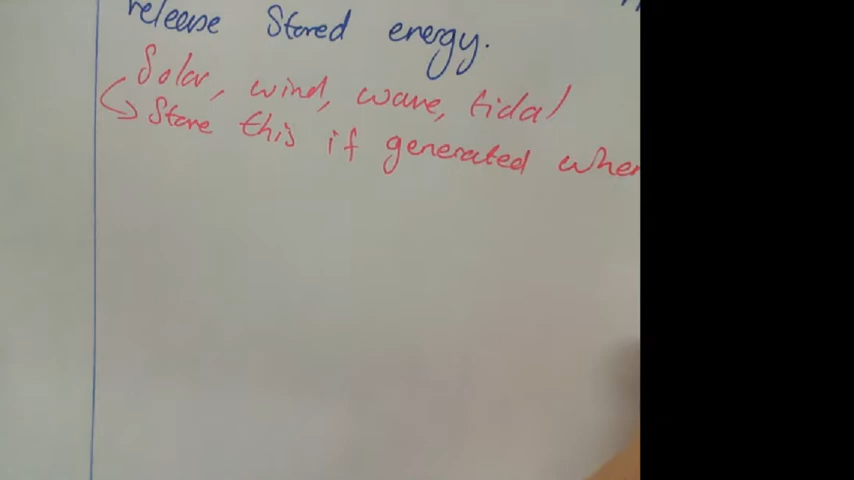 release Stored energy.
Solar, wind, wave, tidal
Store this if generated when